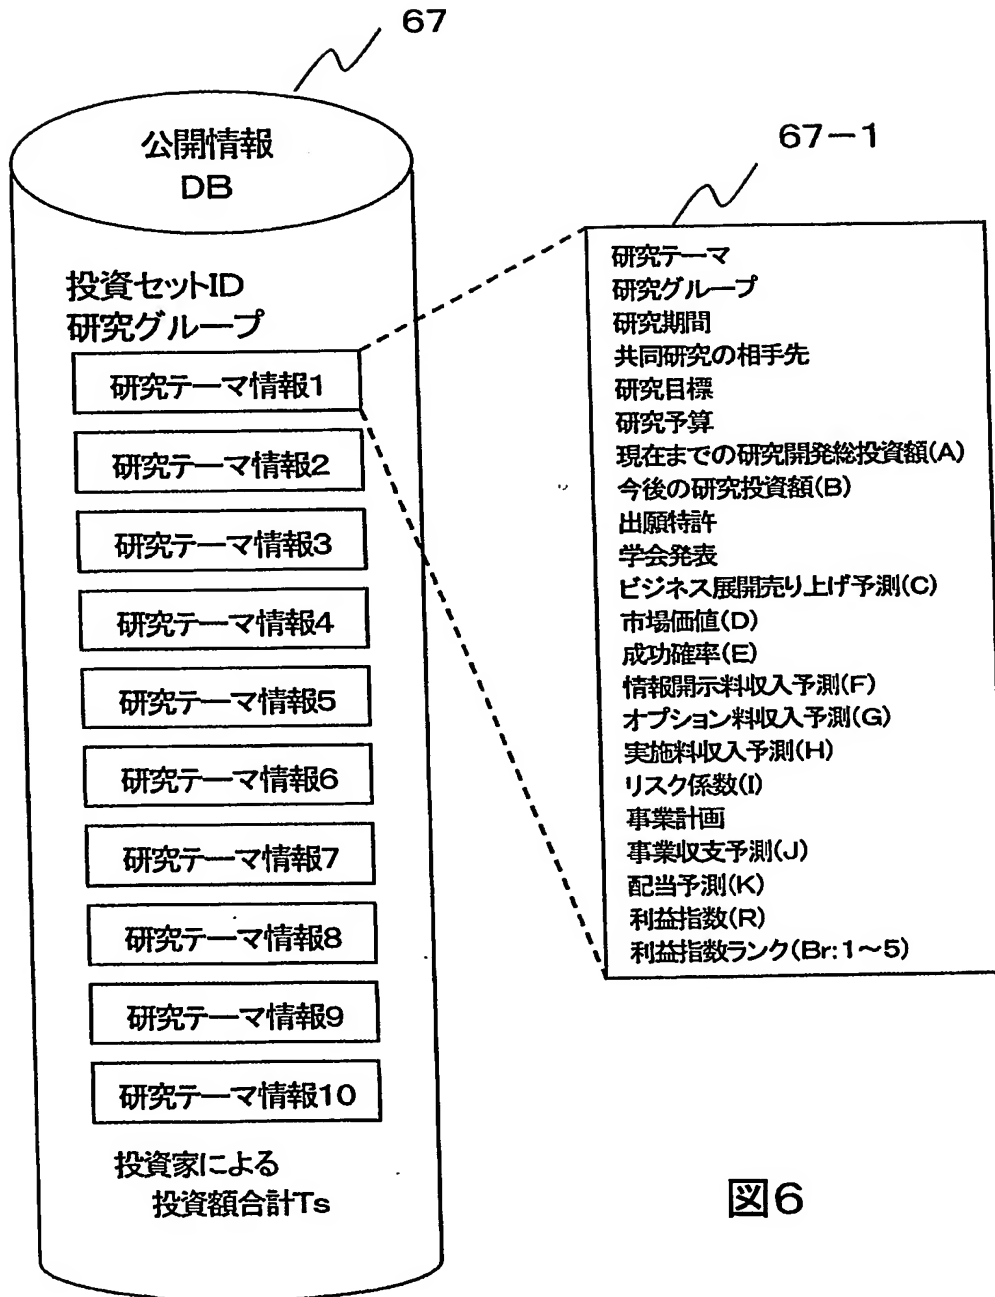 67
公開情報
DB
投資セットID
研究グループ
研究テーマ情報1
研究テーマ情報2
研究テーマ情報3
研究テーマ情報4
研究テーマ情報5
研究テーマ情報6
研究テーマ情報7
研究テーマ情報8
研究テーマ情報9
研究テーマ情報10
投資家による
投資額合計Ts
67-1
研究テーマ
研究グループ
研究期間
共同研究の相手先
研究目標
研究予算
現在までの研究開発総投資額(A)
今後の研究投資額(B)
出願特許
学会発表
ビジネス展開売り上げ予測(C)
市場価値(D)
成功確率(E)
情報開示料収入予測(F)
オプション料収入予測(G)
実施料収入予測(H)
リスク係数(I)
事業計画
事業収支予測(J)
配当予測(K)
利益指数(R)
利益指数ランク(Br:1〜5)
図6